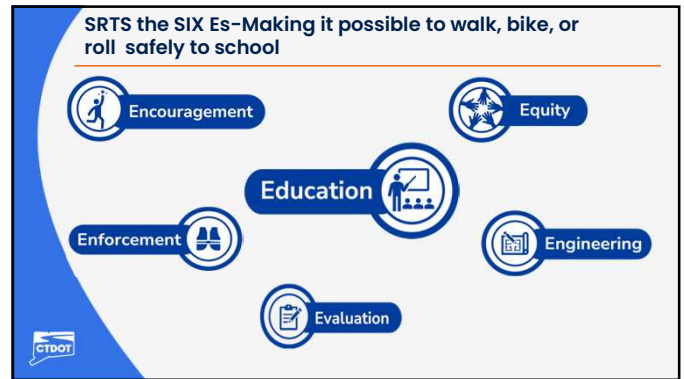 SRTS the SIX Es-Making it possible to walk, bike, or
roll safely to school
Encouragement
Equity
Education
Enforcement
Engineering
Evaluation
CTDOT